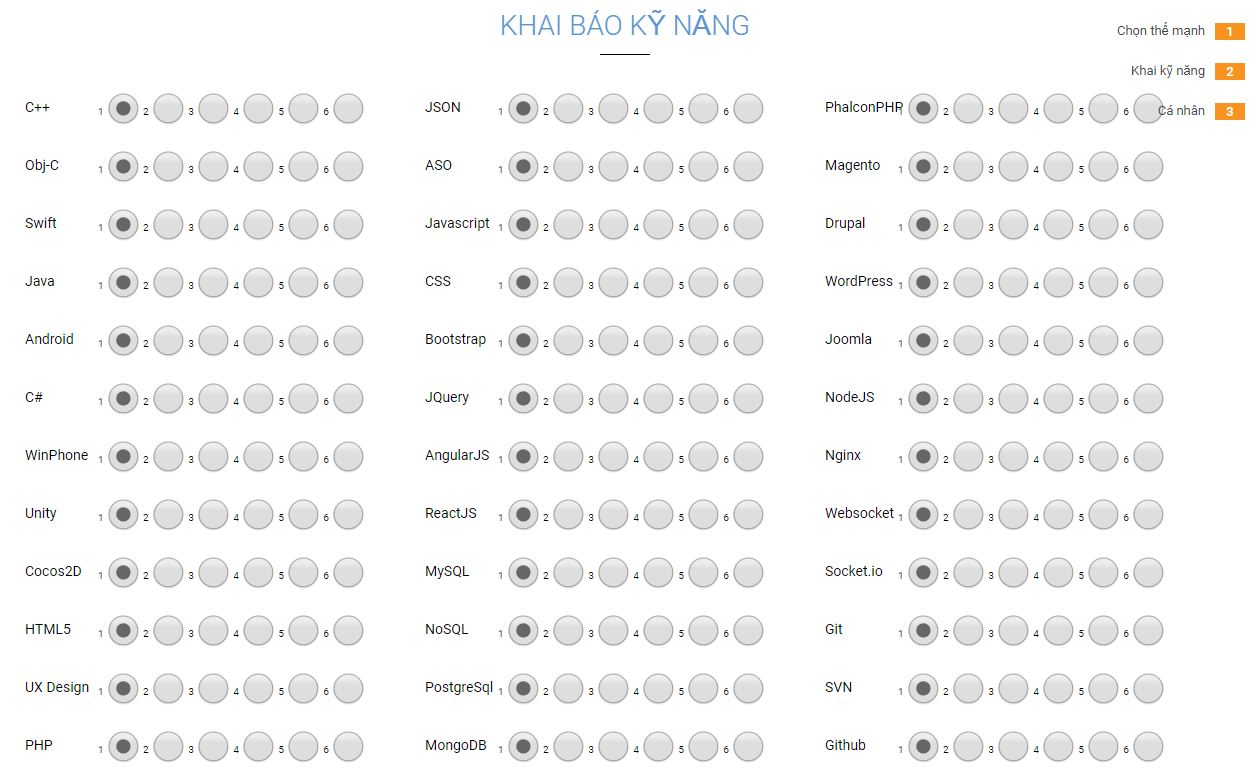 KHAI BÁO KỸ NĂNG
Chọn thế mạnh 1
Khai kỹ năng 2
Cá nhân 3
C++ 1 2 3 4 5 6
JSON 1 2 3 4 5 6
PhalconPHP 1 2 3 4 5 6
Obj-C 1 2 3 4 5 6
ASO 1 2 3 4 5 6
Magento 1 2 3 4 5 6
Swift 1 2 3 4 5 6
Javascript 1 2 3 4 5 6
Drupal 1 2 3 4 5 6
Java 1 2 3 4 5 6
CSS 1 2 3 4 5 6
WordPress 1 2 3 4 5 6
Android 1 2 3 4 5 6
Bootstrap 1 2 3 4 5 6
Joomla 1 2 3 4 5 6
C# 1 2 3 4 5 6
JQuery 1 2 3 4 5 6
NodeJS 1 2 3 4 5 6
WinPhone 1 2 3 4 5 6
AngularJS 1 2 3 4 5 6
Nginx 1 2 3 4 5 6
Unity 1 2 3 4 5 6
ReactJS 1 2 3 4 5 6
Websocket 1 2 3 4 5 6
Cocos2D 1 2 3 4 5 6
MySQL 1 2 3 4 5 6
Socket.io 1 2 3 4 5 6
HTML5 1 2 3 4 5 6
NoSQL 1 2 3 4 5 6
Git 1 2 3 4 5 6
UX Design 1 2 3 4 5 6
PostgreSql 1 2 3 4 5 6
SVN 1 2 3 4 5 6
PHP 1 2 3 4 5 6
MongoDB 1 2 3 4 5 6
Github 1 2 3 4 5 6